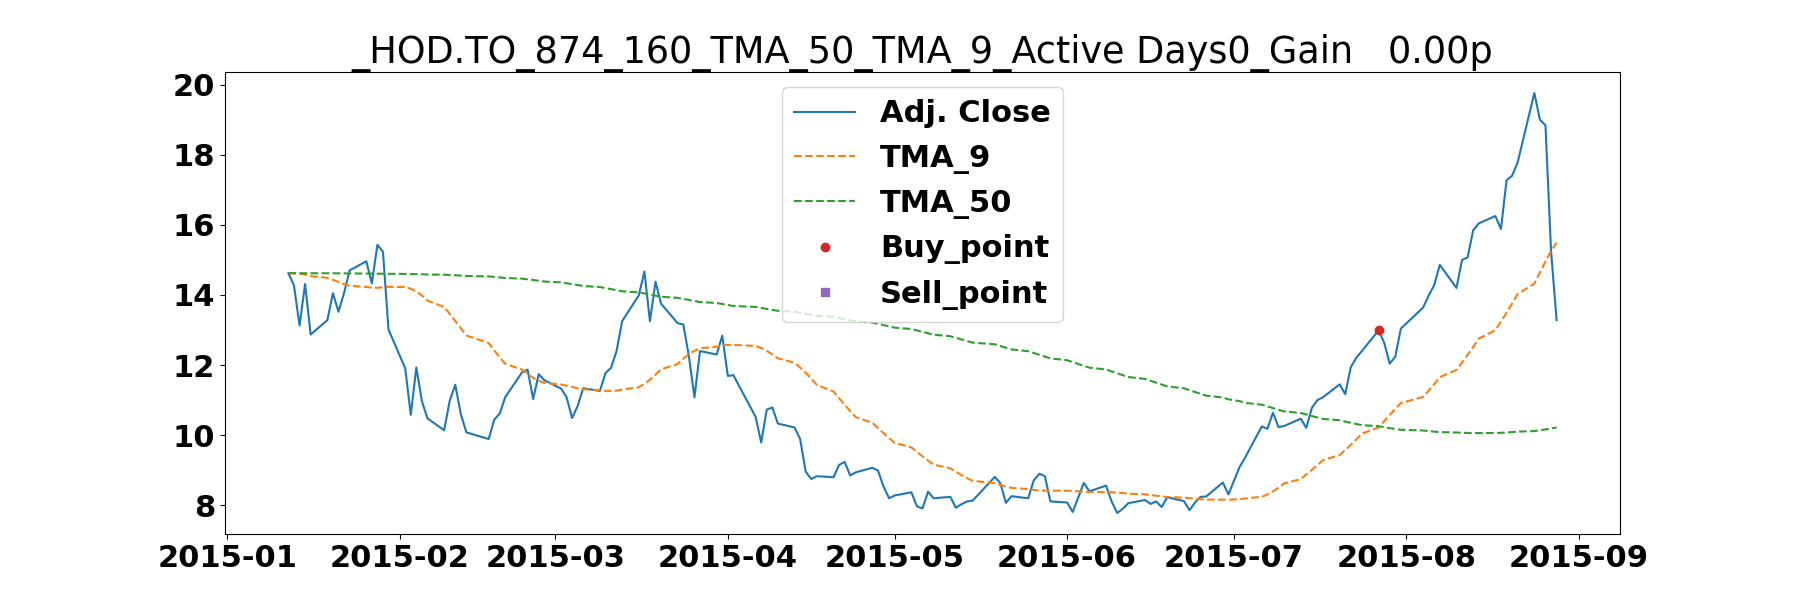 _HOD.TO_874_160_TMA_50_TMA_9_Active Days0_Gain   0.00p
20
18
16
14
12
10
8
Adj. Close
TMA_9
TMA_50
Buy_point
Sell_point
2015-01 2015-02 2015-03 2015-04 2015-05 2015-06 2015-07 2015-08 2015-09